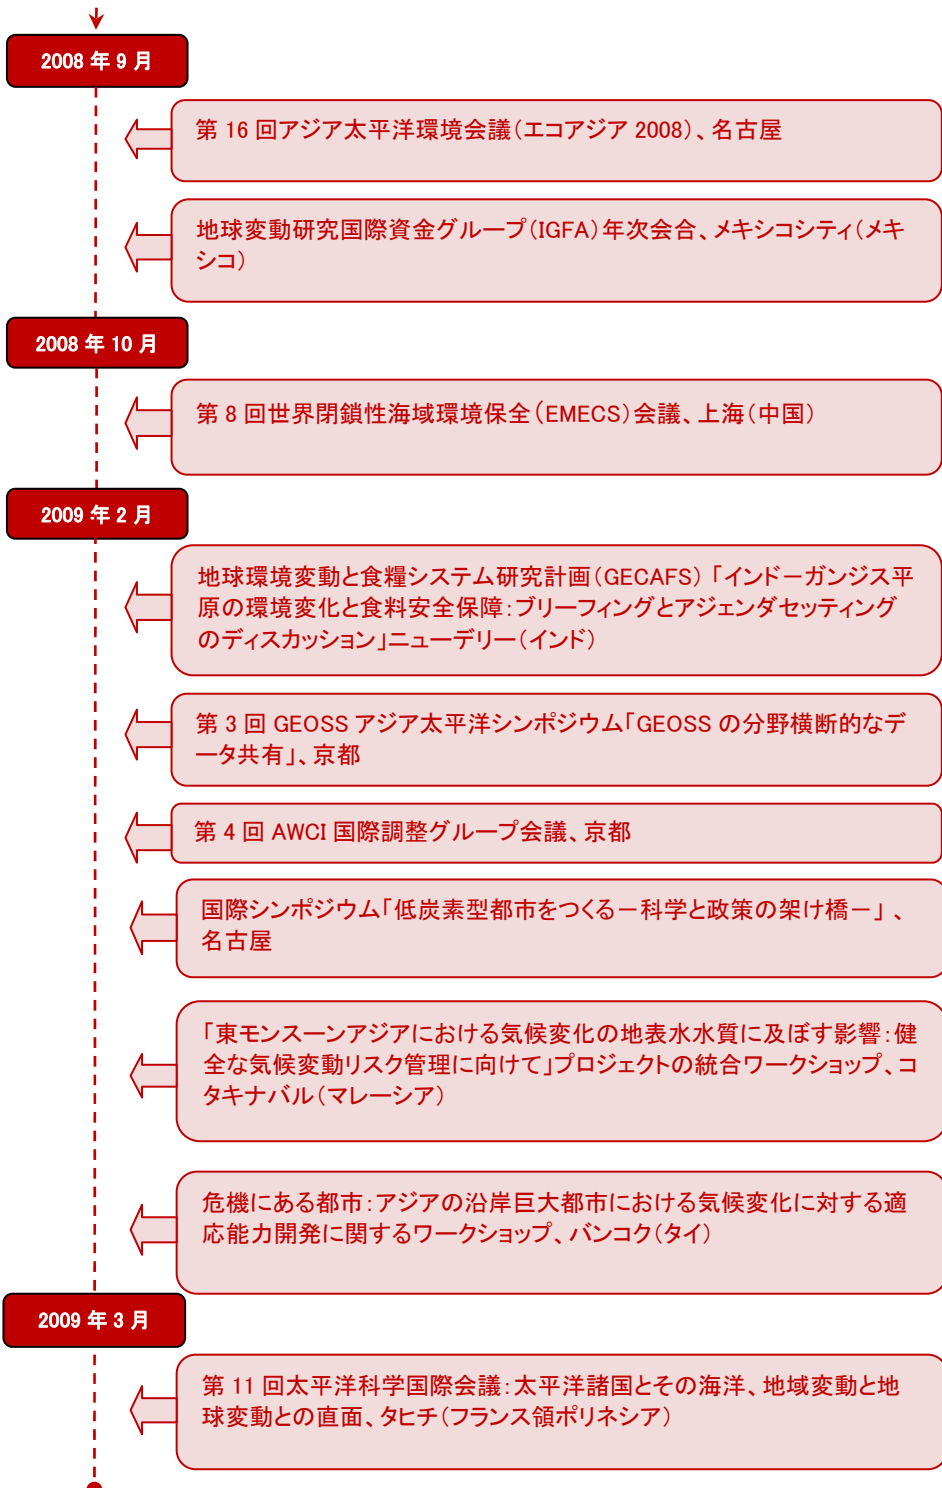 2008 年 9 月
第 16 回アジア太平洋環境会議（エコアジア 2008）、名古屋
地球変動研究国際資金グループ（IGFA）年次会合、メキシコシティ（メキ
シコ）
2008 年 10 月
第 8 回世界閉鎖性海域環境保全（EMECS）会議、上海（中国）
2009 年 2 月
地球環境変動と食糧システム研究計画（GECAFS）「インドーガンジス平
原の環境変化と食料安全保障：ブリーフィングとアジェンダセッティング
のディスカッション」ニューデリー（インド）
第 3 回 GEOSS アジア太平洋シンポジウム「GEOSS の分野横断的なデ
ータ共有」、京都
第 4 回 AWCI 国際調整グループ会議、京都
国際シンポジウム「低炭素型都市をつくる－科学と政策の架け橋－」 、
名古屋
「東モンスーンアジアにおける気候変化の地表水水質に及ぼす影響：健
全な気候変動リスク管理に向けて」プロジェクトの統合ワークショップ、コ
タキナバル（マレーシア）
危機にある都市：アジアの沿岸巨大都市における気候変化に対する適
応能力開発に関するワークショップ、バンコク（タイ）
2009 年 3 月
第 11 回太平洋科学国際会議：太平洋諸国とその海洋、地域変動と地
球変動との直面、タヒチ（フランス領ポリネシア）